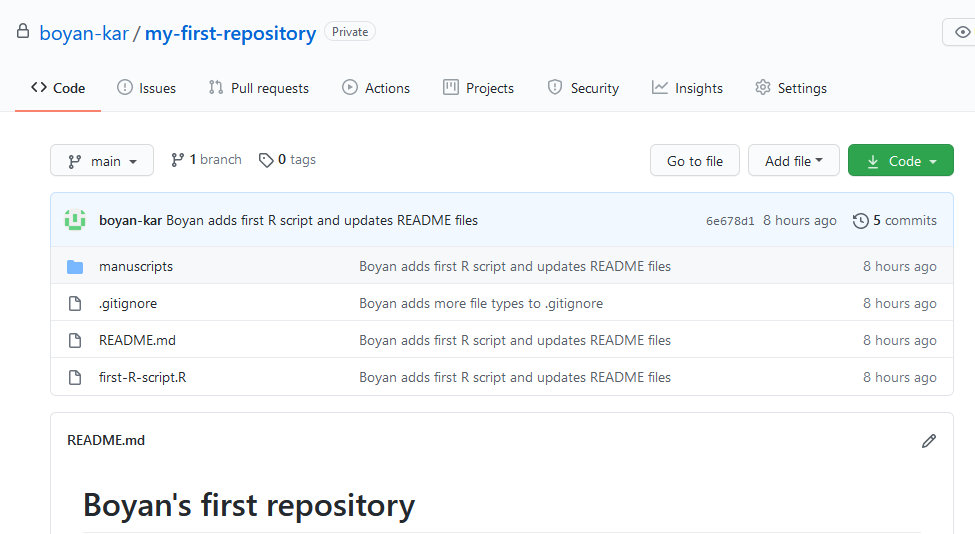 boyan-kar / my-first-repository Private
Code Issues Pull requests Actions Projects Security Insights Settings
main 1 branch 0 tags Go to file Add file Code
boyan-kar Boyan adds first R script and updates README files 6e678d1 8 hours ago 5 commits
manuscripts Boyan adds first R script and updates README files 8 hours ago
.gitignore Boyan adds more file types to .gitignore 8 hours ago
README.md Boyan adds first R script and updates README files 8 hours ago
first-R-script.R Boyan adds first R script and updates README files 8 hours ago
README.md
Boyan's first repository